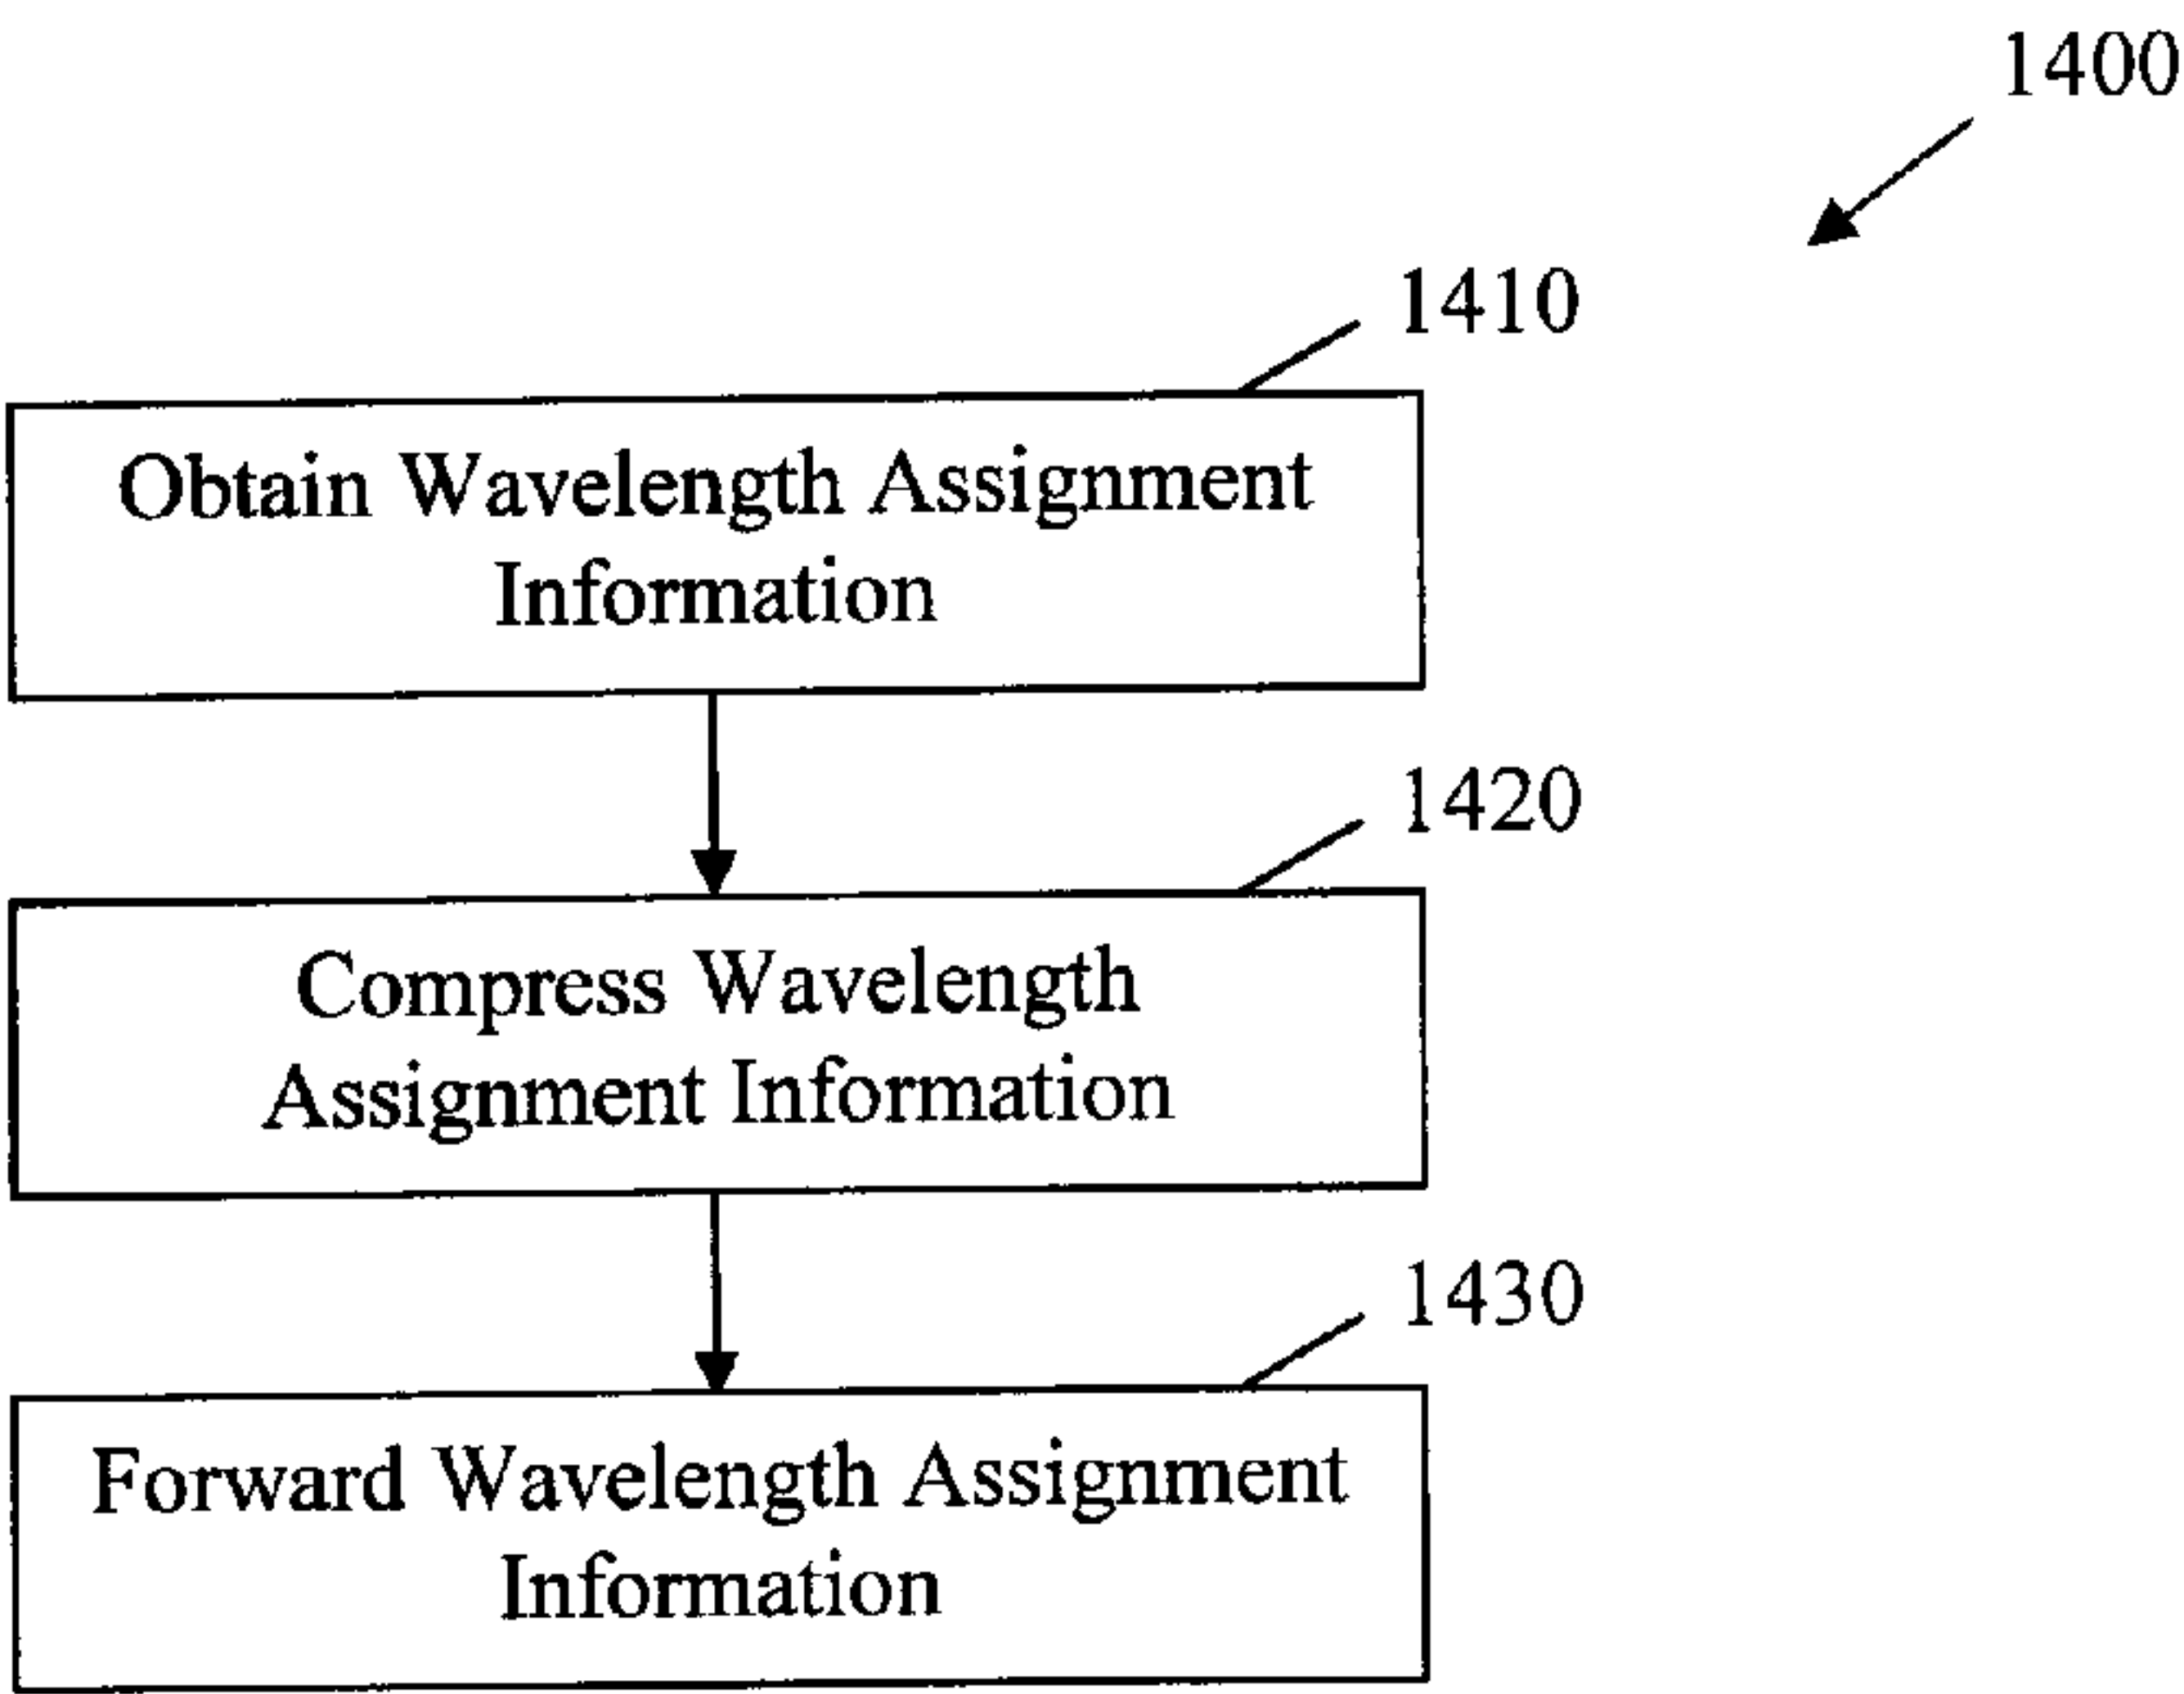 1400
1410
Obtain Wavelength Assignment
Information
1420
Compress Wavelength
Assignment Information
1430
Forward Wavelength Assignment
Information